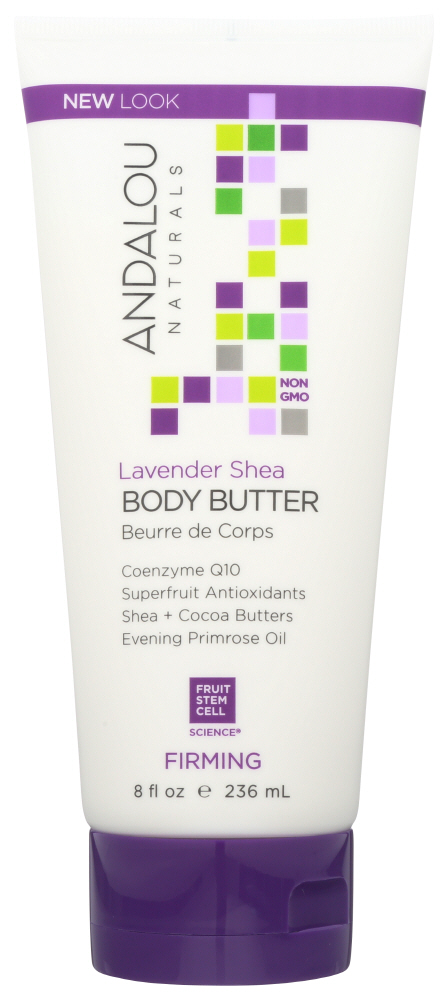 NEW LOOK
ANDALOU
NATURALS
NON
GMO
Lavender Shea
BODY BUTTER
Beurre de Corps
Coenzyme Q10
Superfruit Antioxidants
Shea + Cocoa Butters
Evening Primrose Oil
FRUIT
STEM
CELL
SCIENCE®
FIRMING
8 fl oz ℮ 236 mL